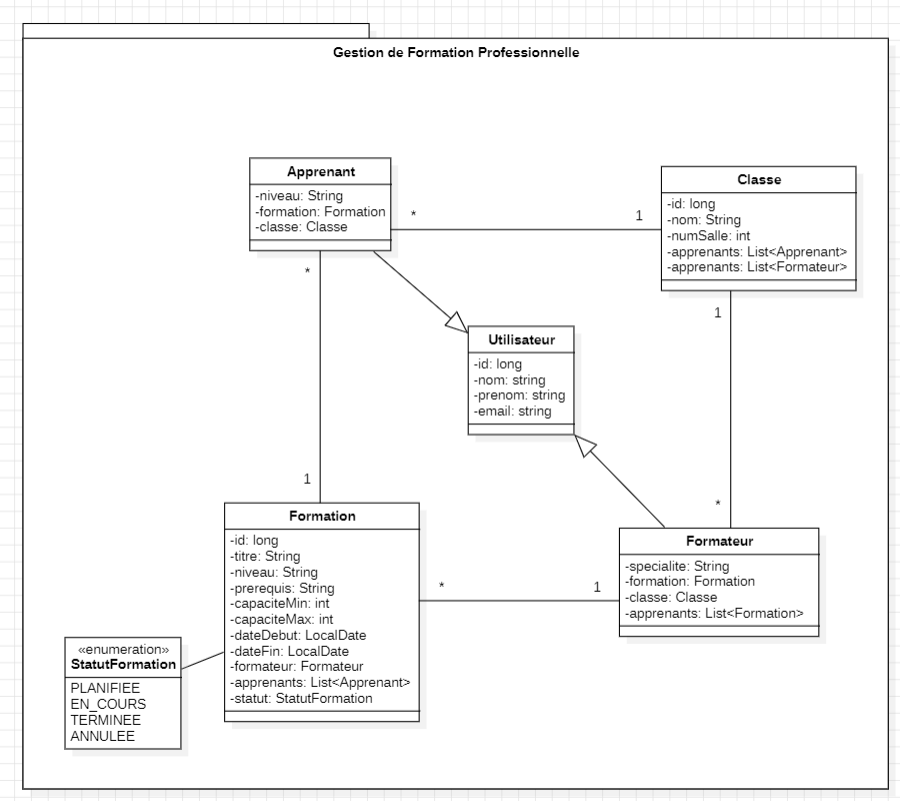 Gestion de Formation Professionnelle
Apprenant
-niveau: String
-formation: Formation
-classe: Classe
*
1
Classe
-id: long
-nom: String
-numSalle: int
-apprenants: List<Apprenant>
-apprenants: List<Formateur>
*
1
Utilisateur
-id: long
-nom: string
-prenom: string
-email: string
1
*
Formation
-id: long
-titre: String
-niveau: String
-prerequis: String
-capaciteMin: int
-capaciteMax: int
-dateDebut: LocalDate
-dateFin: LocalDate
-formateur: Formateur
-apprenants: List<Apprenant>
-statut: StatutFormation
*
1
Formateur
-specialite: String
-formation: Formation
-classe: Classe
-apprenants: List<Formation>
«enumeration»
StatutFormation
PLANIFIEE
EN_COURS
TERMINEE
ANNULEE